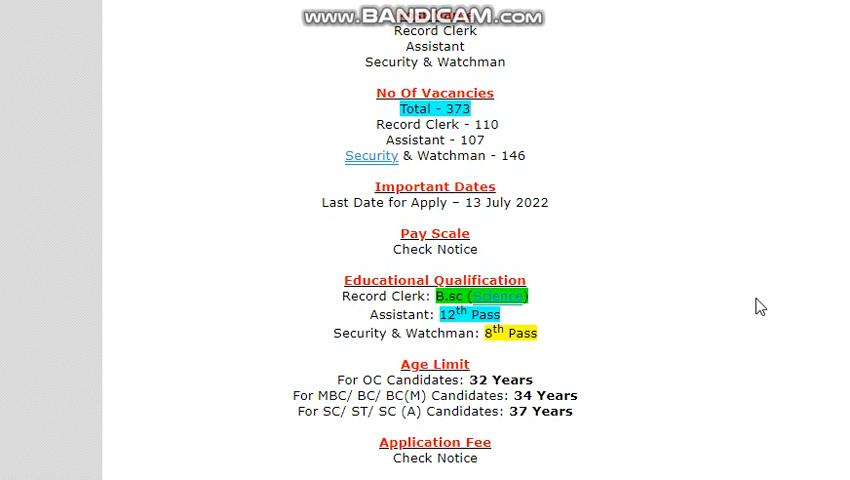 www.BANDICAM.com
Record Clerk
Assistant
Security & Watchman
No Of Vacancies
Total - 373
Record Clerk - 110
Assistant - 107
Security & Watchman - 146
Important Dates
Last Date for Apply – 13 July 2022
Pay Scale
Check Notice
Educational Qualification
Record Clerk: B.sc (Science)
Assistant: 12th Pass
Security & Watchman: 8th Pass
Age Limit
For OC Candidates: 32 Years
For MBC/ BC/ BC(M) Candidates: 34 Years
For SC/ ST/ SC (A) Candidates: 37 Years
Application Fee
Check Notice